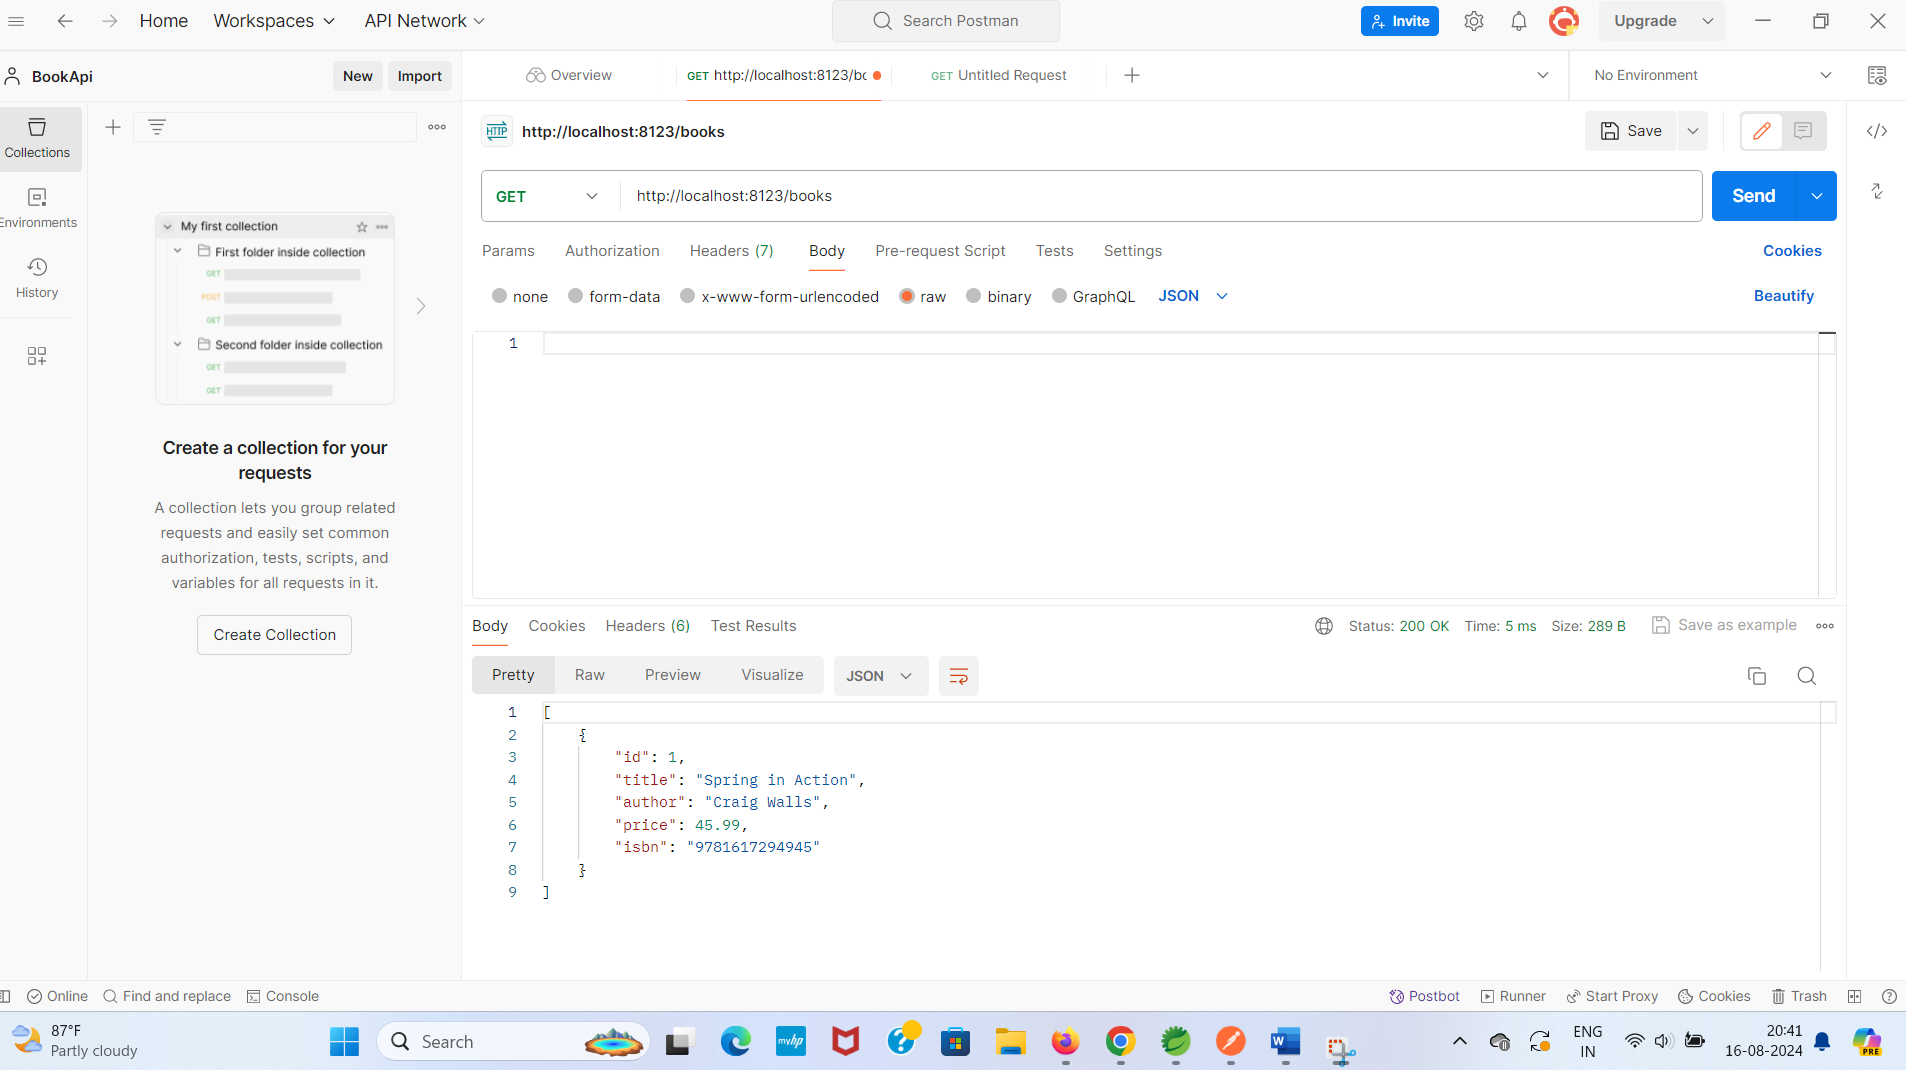 Home Workspaces API Network Search Postman Invite Upgrade
BookApi New Import Overview GET http://localhost:8123/bc GET Untitled Request No Environment
Collections
Environments
History
My first collection
First folder inside collection
GET
POST
GET
Second folder inside collection
GET
GET
Create a collection for your
requests
A collection lets you group related
requests and easily set common
authorization, tests, scripts, and
variables for all requests in it.
Create Collection
HTTP http://localhost:8123/books Save
GET http://localhost:8123/books Send
Params Authorization Headers (7) Body Pre-request Script Tests Settings Cookies
none form-data x-www-form-urlencoded raw binary GraphQL JSON Beautify
1
Body Cookies Headers (6) Test Results Status: 200 OK Time: 5 ms Size: 289 B Save as example
Pretty Raw Preview Visualize JSON
1 [
2 {
3 "id": 1,
4 "title": "Spring in Action",
5 "author": "Craig Walls",
6 "price": 45.99,
7 "isbn": "9781617294945"
8 }
9 ]
Online Find and replace Console Postbot Runner Start Proxy Cookies Trash
87°F
Partly cloudy
Search
myhp
W
ENG
IN
20:41
16-08-2024
PRE